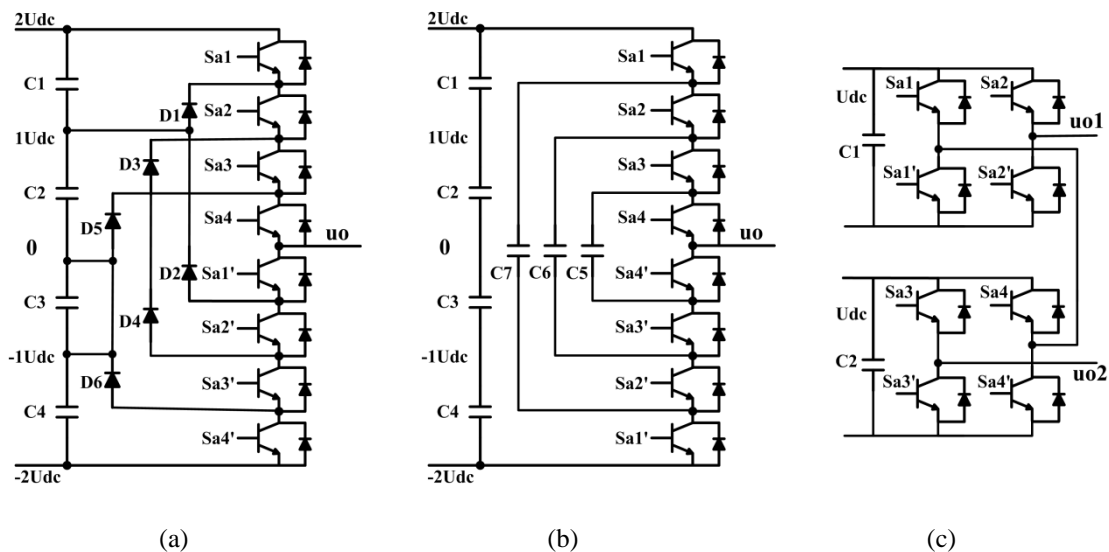 2Udc
Sa1
C1
D1
Sa2
1Udc
D3
Sa3
C2
D5
Sa4
0
uo
D2
Sa1'
C3
D4
Sa2'
-1Udc
D6
Sa3'
C4
Sa4'
-2Udc
(a)
2Udc
Sa1
C1
Sa2
1Udc
Sa3
C2
Sa4
0
uo
C7
C6
C5
Sa4'
C3
Sa3'
-1Udc
Sa2'
C4
Sa1'
-2Udc
(b)
Udc
Sa1
Sa2
uo1
C1
Sa1'
Sa2'
Udc
Sa3
Sa4
C2
uo2
Sa3'
Sa4'
(c)